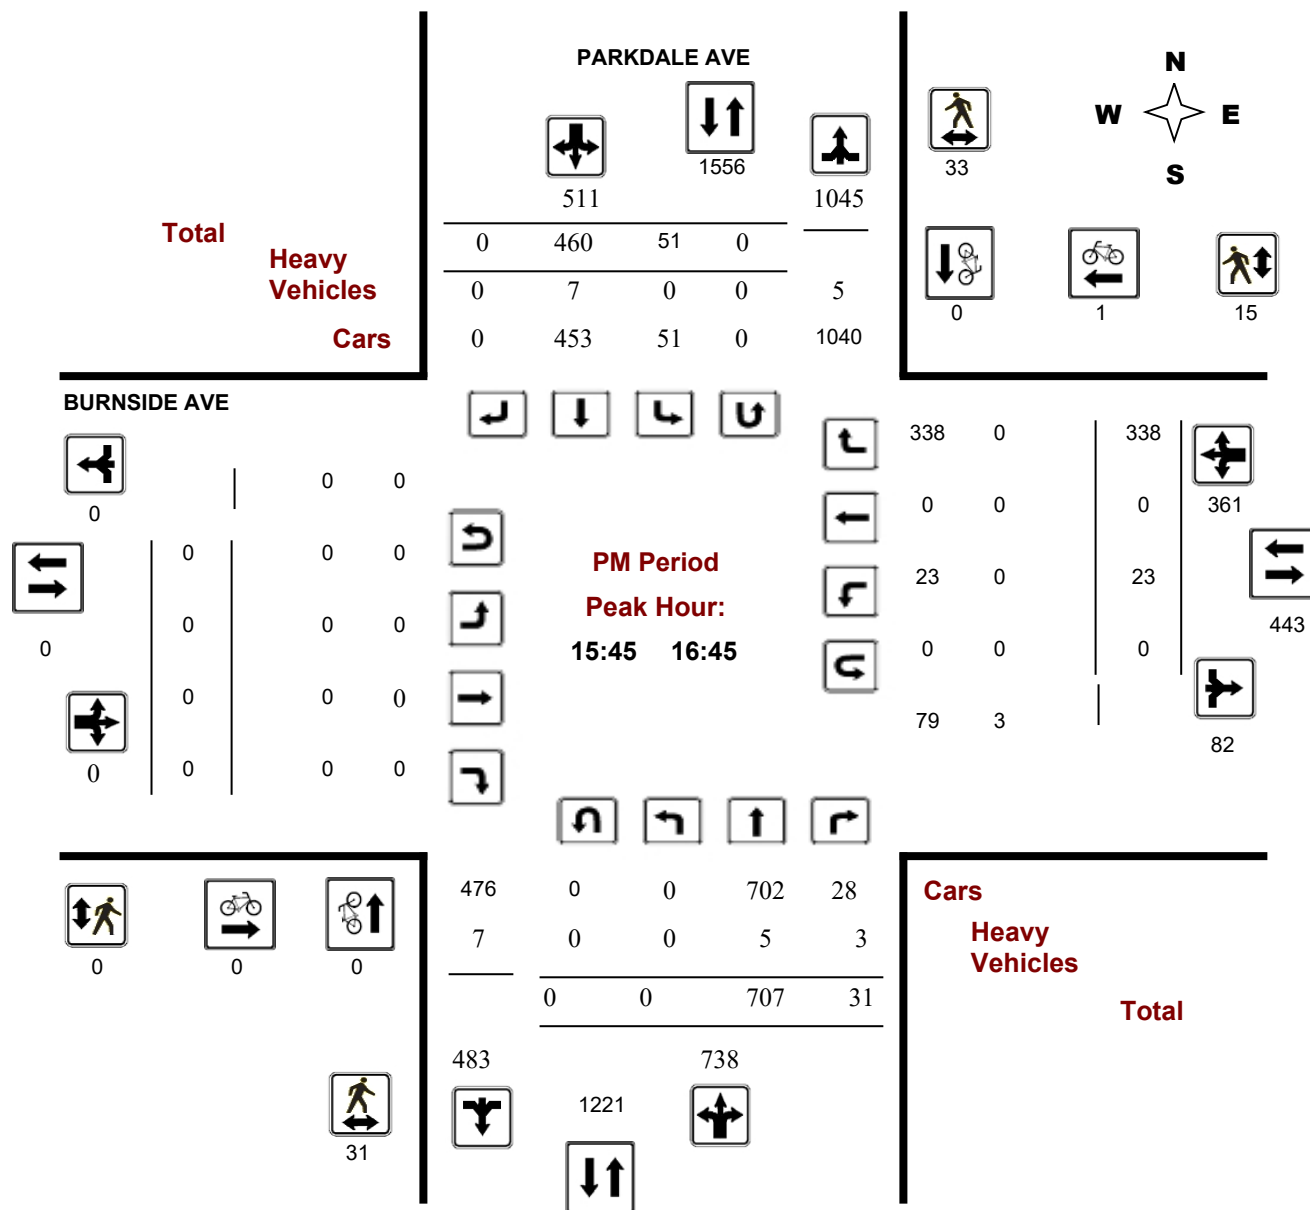 PARKDALE AVE
N
W E
S
1556
33
511 1045
Total
0 460 51 0
Heavy
Vehicles
0 7 0 0 5
0 1 15
Cars
0 453 51 0 1040
BURNSIDE AVE
338 0 338
0 0 0
0
0 0 0 361
0 0 0
PM Period
23 0 23
Peak Hour:
0 0 0
443
15:45 16:45
0
0 0 0
0 0 0
79 3
82
0
0 0 0
476 0 0 702 28
Cars
7 0 0 5 3
Heavy
Vehicles
0 0 0
0 0 707 31
Total
483 738
1221
31